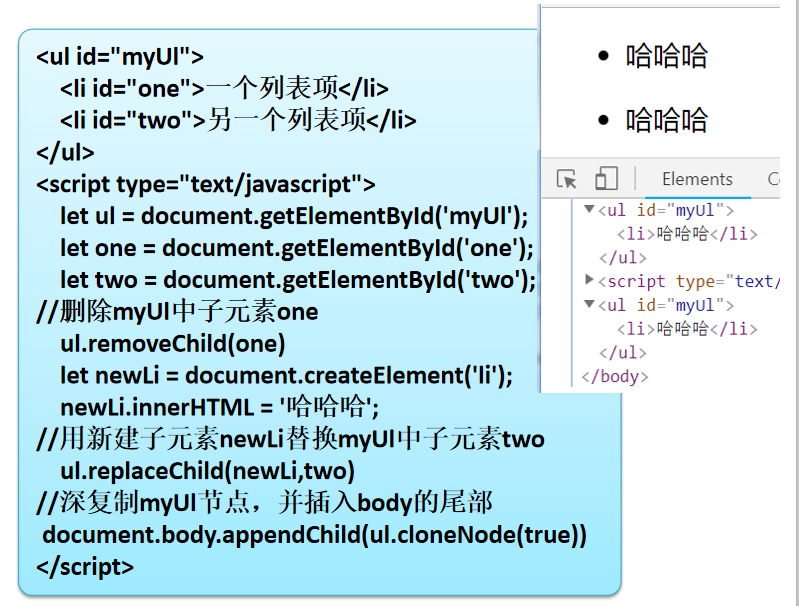 <ul id="myUl">
<li id="one">一个列表项</li>
<li id="two">另一个列表项</li>
</ul>
<script type="text/javascript">
let ul = document.getElementById('myUl');
let one = document.getElementById('one');
let two = document.getElementById('two');
//删除myUl中子元素one
ul.removeChild(one)
let newLi = document.createElement('li');
newLi.innerHTML = '哈哈哈';
//用新建子元素newLi替换myUl中子元素two
ul.replaceChild(newLi,two)
//深复制myUl节点，并插入body的尾部
document.body.appendChild(ul.cloneNode(true))
</script>
• 哈哈哈
• 哈哈哈
Elements
▼<ul id="myUl">
<li>哈哈哈</li>
</ul>
▶<script type="text/
▼<ul id="myUl">
<li>哈哈哈</li>
</ul>
</body>